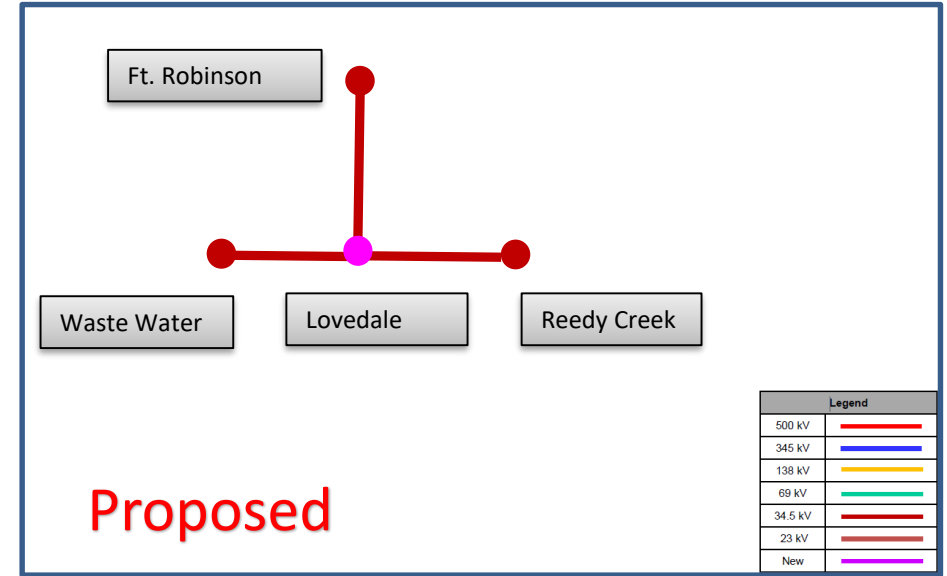 Ft. Robinson
Waste Water
Lovedale
Reedy Creek
Proposed
Legend
500 kV
345 kV
138 kV
69 kV
34.5 kV
23 kV
New